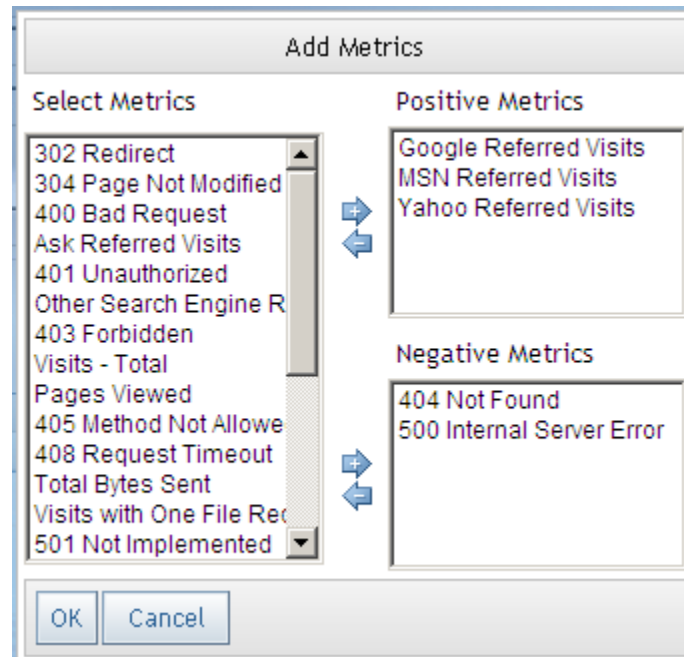 Add Metrics
Select Metrics
302 Redirect
304 Page Not Modified
400 Bad Request
Ask Referred Visits
401 Unauthorized
Other Search Engine R
403 Forbidden
Visits - Total
Pages Viewed
405 Method Not Allowe
408 Request Timeout
Total Bytes Sent
Visits with One File Rec
501 Not Implemented
Positive Metrics
Google Referred Visits
MSN Referred Visits
Yahoo Referred Visits
Negative Metrics
404 Not Found
500 Internal Server Error
OK
Cancel